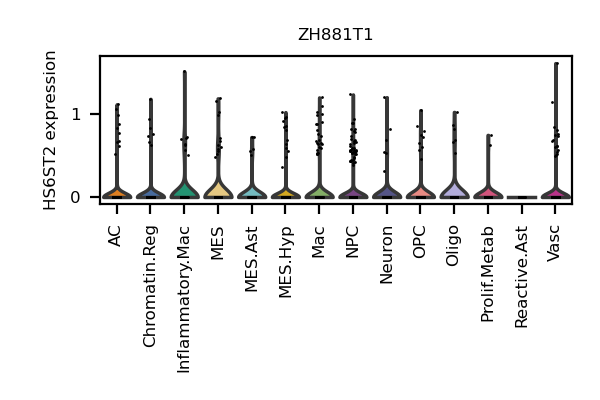 ZH881T1
HS6ST2 expression
1
0
AC
Chromatin.Reg
Inflammatory.Mac
MES
MES.Ast
MES.Hyp
Mac
NPC
Neuron
OPC
Oligo
Prolif.Metab
Reactive.Ast
Vasc